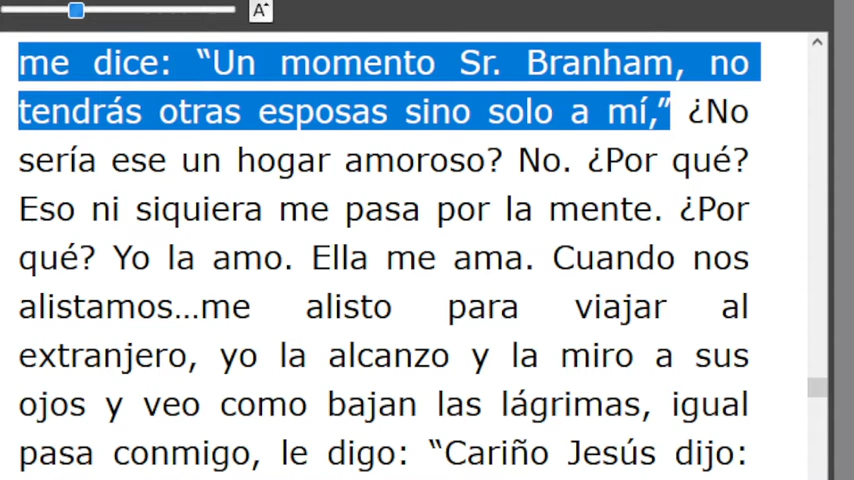 A
me dice: “Un momento Sr. Branham, no
tendrás otras esposas sino solo a mí,” ¿No
sería ese un hogar amoroso? No. ¿Por qué?
Eso ni siquiera me pasa por la mente. ¿Por
qué? Yo la amo. Ella me ama. Cuando nos
alistamos...me alisto para viajar al
extranjero, yo la alcanzo y la miro a sus
ojos y veo como bajan las lágrimas, igual
pasa conmigo, le digo: “Cariño Jesús dijo: